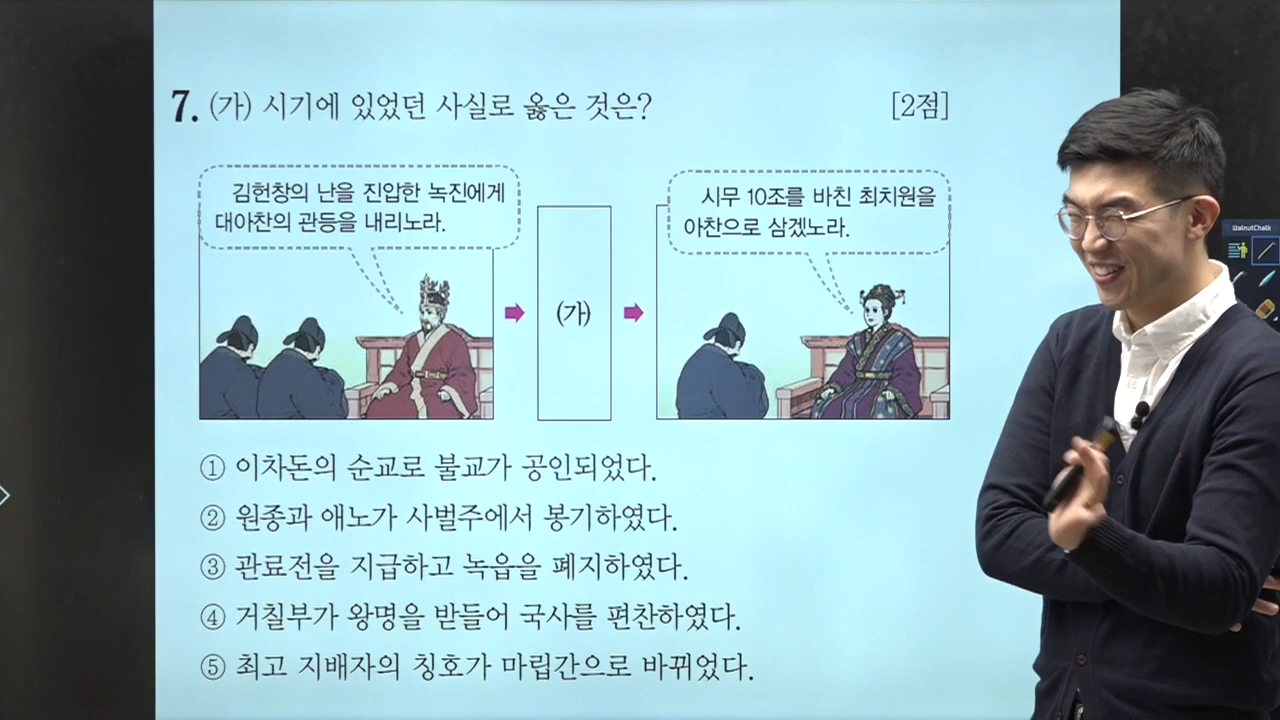 7. (가) 시기에 있었던 사실로 옳은 것은? [2점]
김헌창의 난을 진압한 녹진에게
대아찬의 관등을 내리노라.
(가)
시무 10조를 바친 최치원을
아찬으로 삼겠노라.
① 이차돈의 순교로 불교가 공인되었다.
② 원종과 애노가 사벌주에서 봉기하였다.
③ 관료전을 지급하고 녹읍을 폐지하였다.
④ 거칠부가 왕명을 받들어 국사를 편찬하였다.
⑤ 최고 지배자의 칭호가 마립간으로 바뀌었다.
WalnutChalk